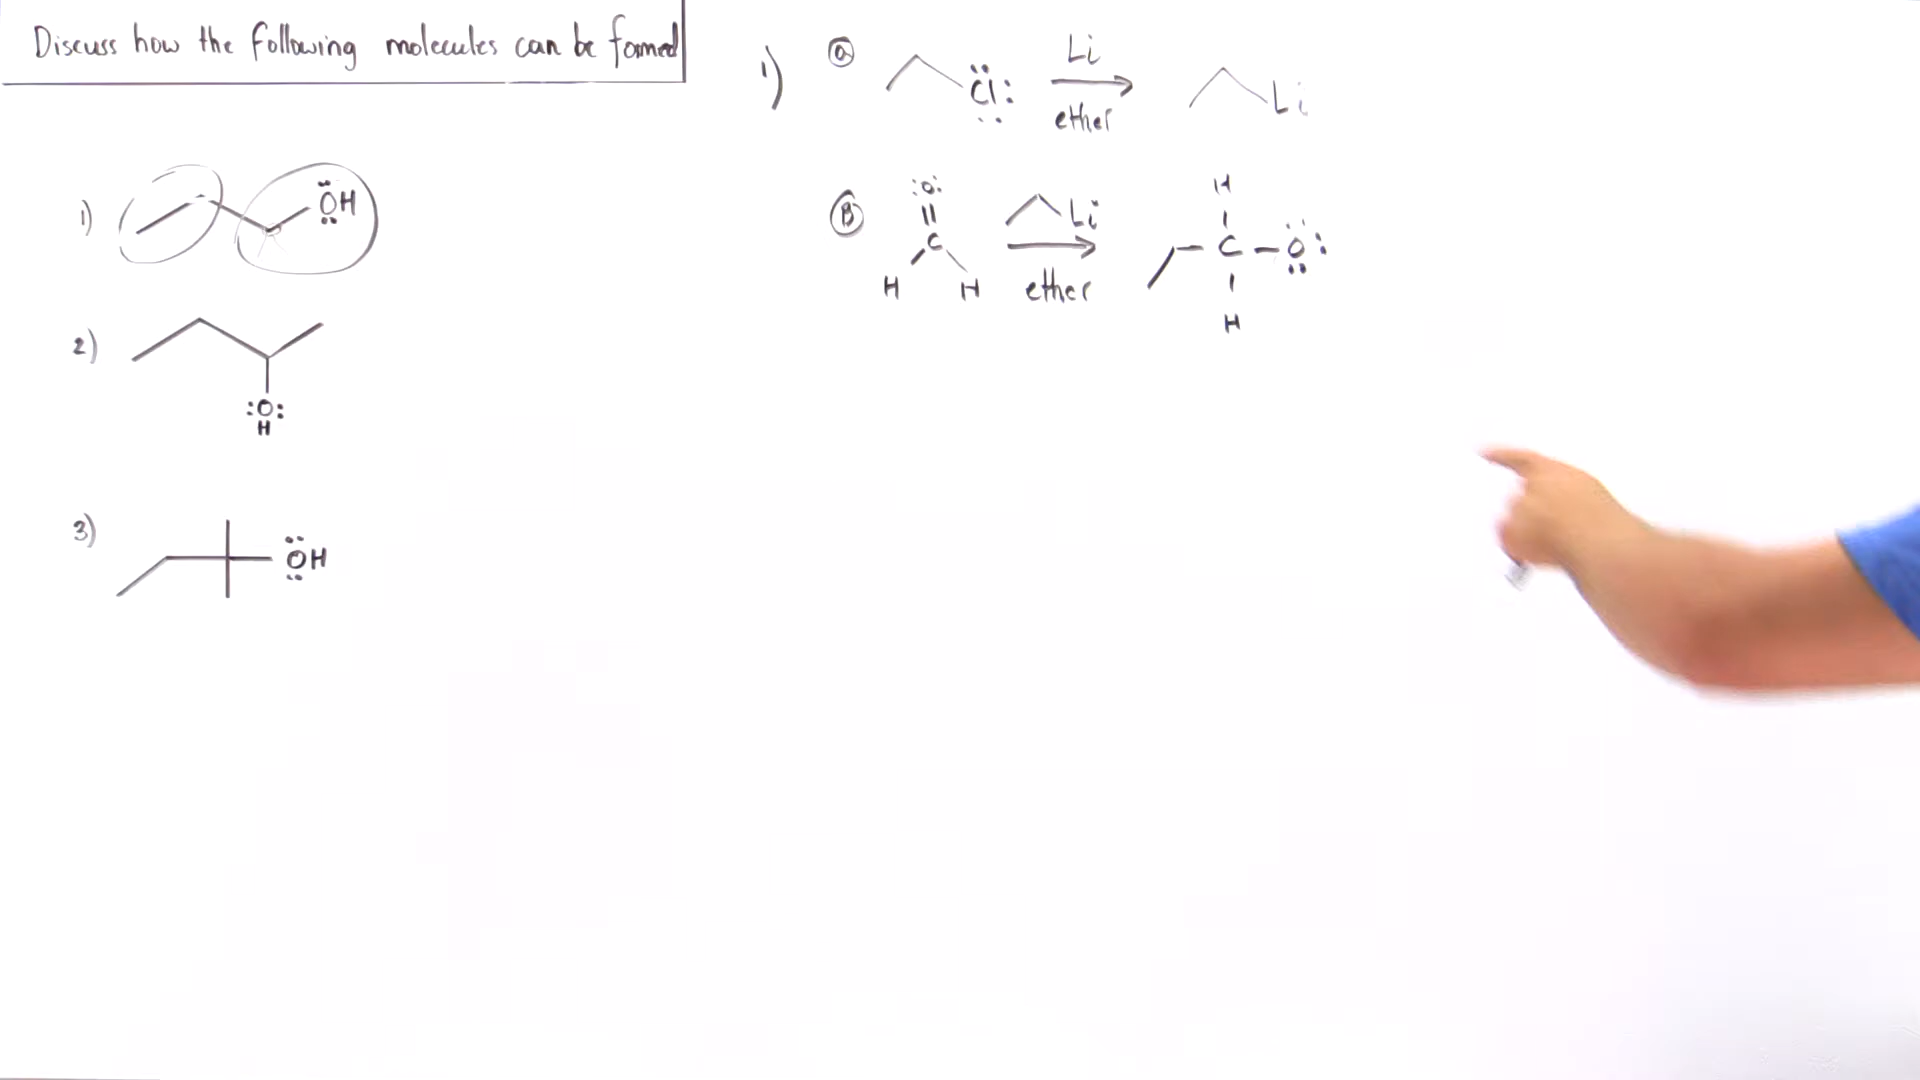 Discuss how the following molecules can be formed
1) ÖH
2) :O:
H
3) ÖH
1) a Cl: Li ether Li
B :O: Li H
C C O:
H H ether
H